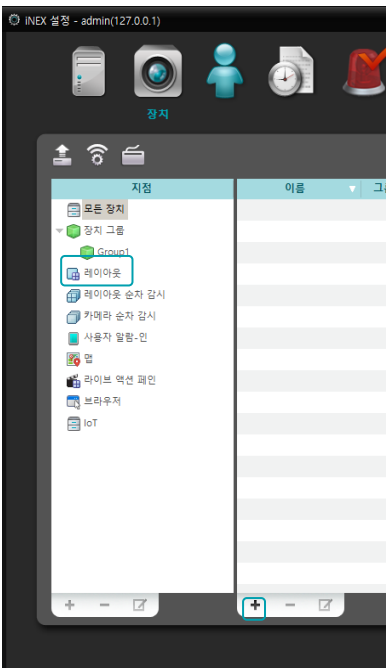 iNEX 설정 - admin(127.0.0.1)
장치
지점
이름
모든 장치
장치 그룹
Group1
레이아웃
레이아웃 순차 감시
카메라 순차 감시
사용자 알람-인
맵
라이브 액션 페인
브라우저
IoT